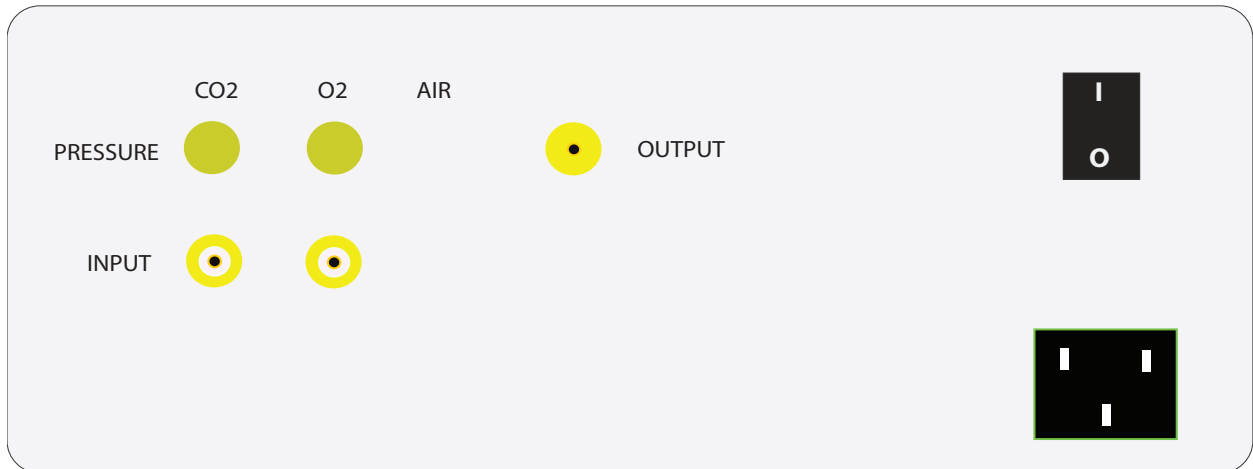 CO2 O2 AIR
PRESSURE
OUTPUT
INPUT
I
O